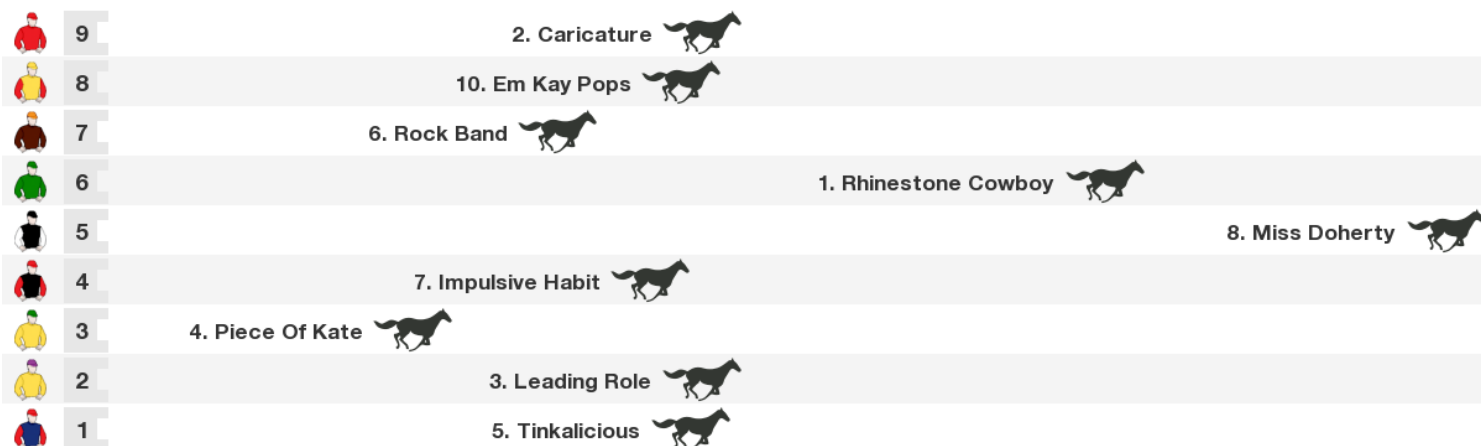 9 2. Caricature
8 10. Em Kay Pops
7 6. Rock Band
6 1. Rhinestone Cowboy
5 8. Miss Doherty
4 7. Impulsive Habit
3 4. Piece Of Kate
2 3. Leading Role
1 5. Tinkalicious